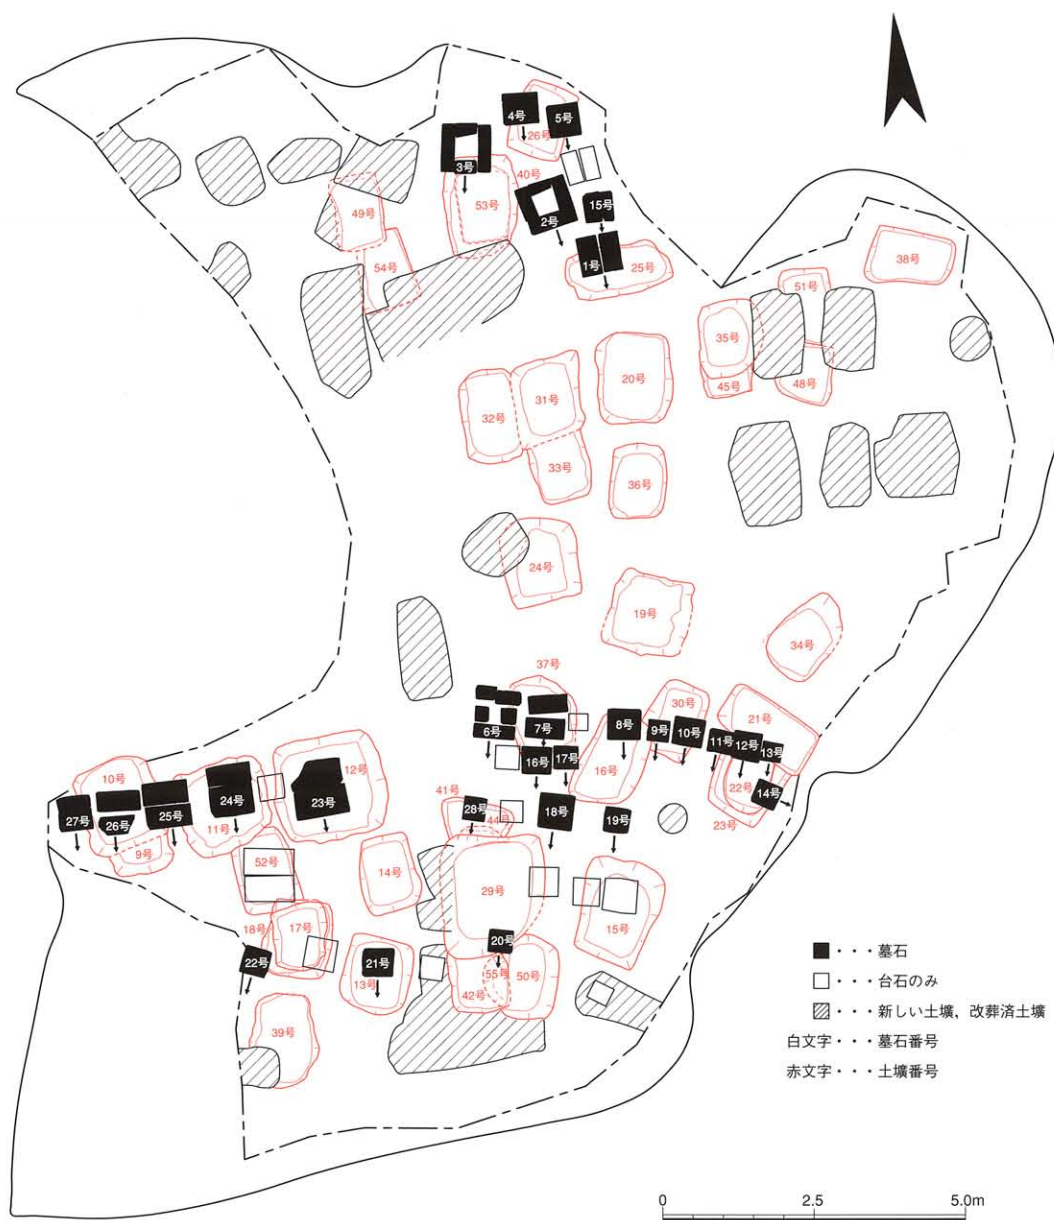 4号
5号
26号
3号
40号
53号
49号
2号
15号
1号
25号
54号
38号
51号
35号
45号
48号
20号
31号
32号
33号
36号
24号
19号
34号
37号
30号
21号
6号
7号
8号
9号
10号
11号
12号
13号
16号
17号
16号
22号
14号
23号
10号
12号
24号
23号
27号
26号
25号
11号
9号
41号
28号
44号
18号
19号
52号
14号
29号
15号
18号
17号
20号
22号
21号
13号
55号
50号
42号
39号
・・・墓石
・・・台石のみ
・・・新しい土壙、改葬済土壙
白文字・・・墓石番号
赤文字・・・土壙番号
0 2.5 5.0m